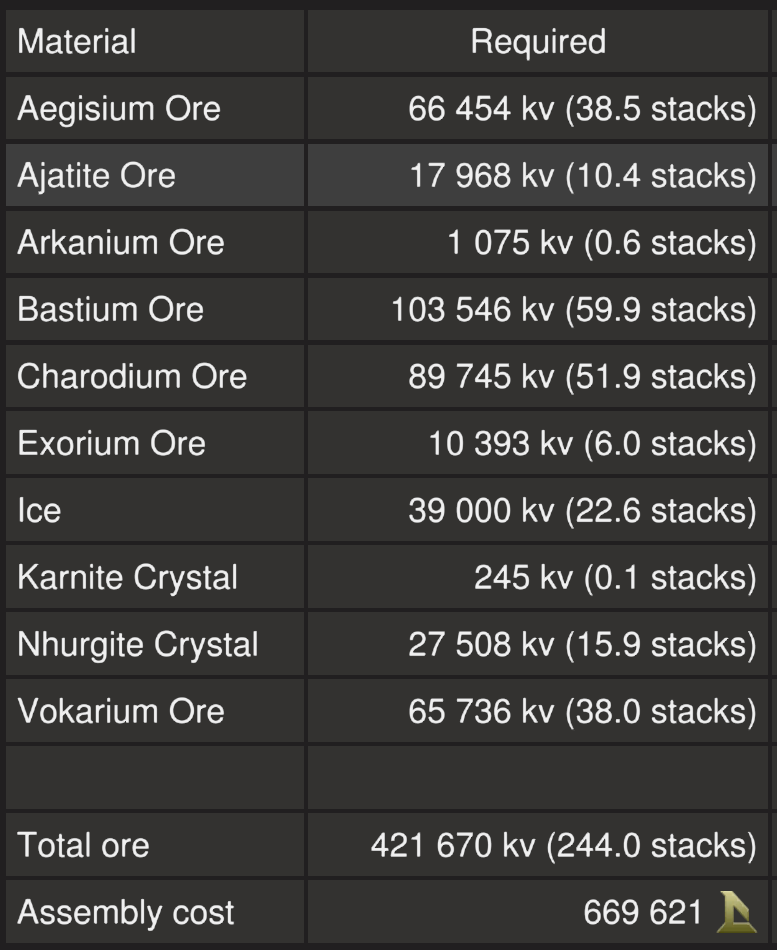 Material Required
Aegisium Ore 66 454 kv (38.5 stacks)
Ajatite Ore 17 968 kv (10.4 stacks)
Arkanium Ore 1 075 kv (0.6 stacks)
Bastium Ore 103 546 kv (59.9 stacks)
Charodium Ore 89 745 kv (51.9 stacks)
Exorium Ore 10 393 kv (6.0 stacks)
Ice 39 000 kv (22.6 stacks)
Karnite Crystal 245 kv (0.1 stacks)
Nhurgite Crystal 27 508 kv (15.9 stacks)
Vokarium Ore 65 736 kv (38.0 stacks)
Total ore 421 670 kv (244.0 stacks)
Assembly cost 669 621